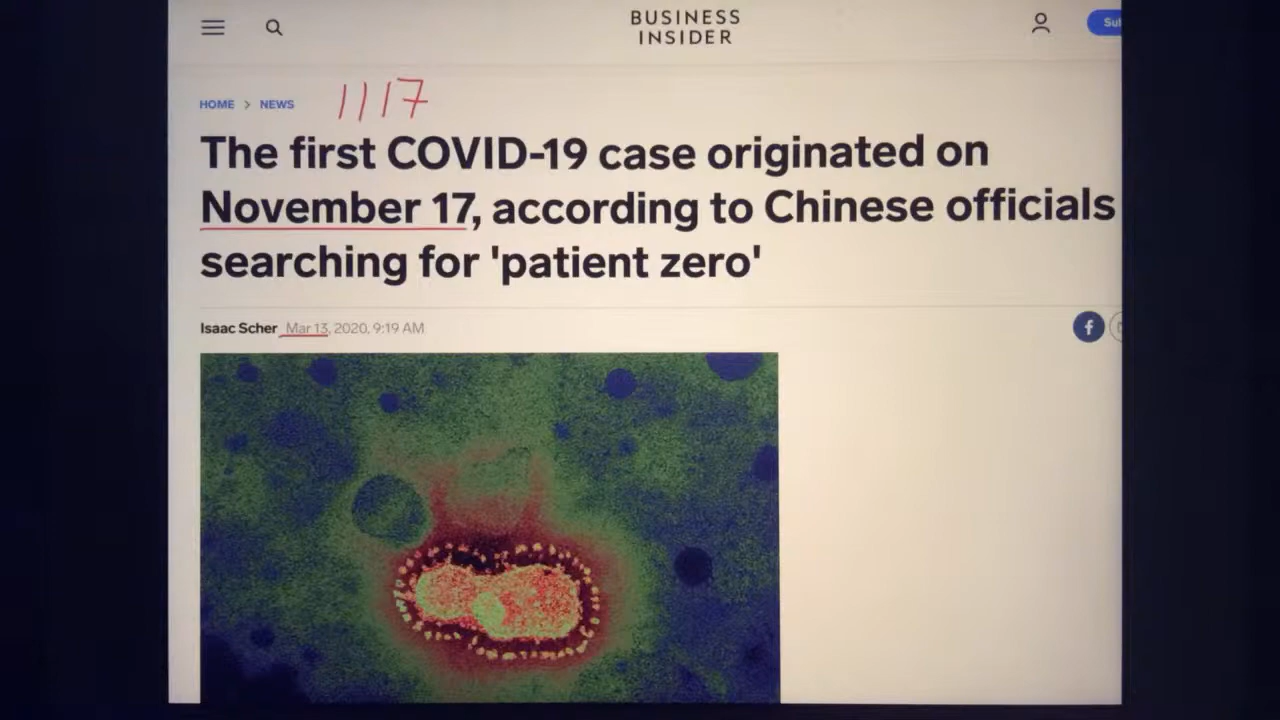 BUSINESS
INSIDER
HOME > NEWS
1117
The first COVID-19 case originated on
November 17, according to Chinese officials
searching for 'patient zero'
Isaac Scher Mar 13, 2020, 9:19 AM
f